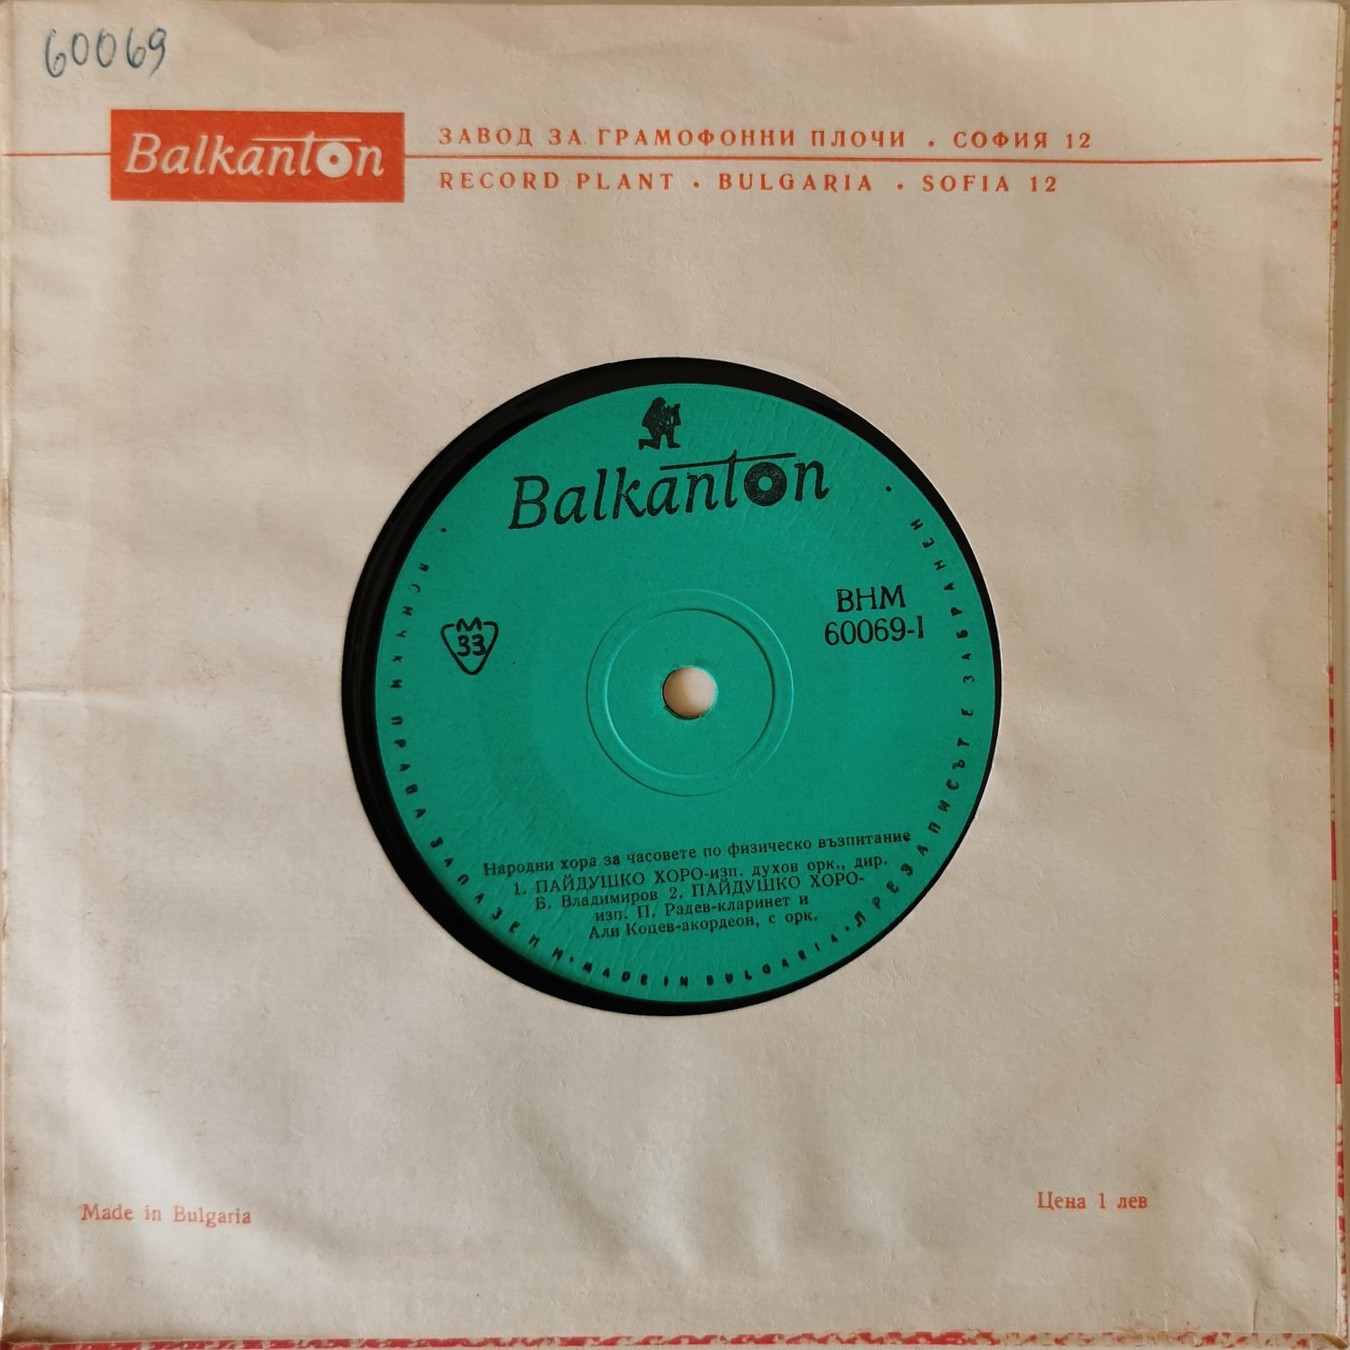 60069
Balkanton
ЗАВОД ЗА ГРАМОФОННИ ПЛОЧИ . СОФИЯ 12
RECORD PLANT • BULGARIA • SOFIA 12
Balkanton
M
33
ВНМ
60069-I
Народни хора за часовете по физическо възпитание
1. ПАЙДУШКО ХОРО-изп. духов орк., дир.
Б. Владимиров 2. ПАЙДУШКО ХОРО-
изп. П. Радев-кларинет и
Али Коцев-акордеон, с орк.
• ВСИЧКИ ПРАВА ЗАПАЗЕНИ • MADE IN BULGARIA • ПРЕЗАПИСЪТ Е ЗАБРАНЕН •
Made in Bulgaria
Цена 1 лев